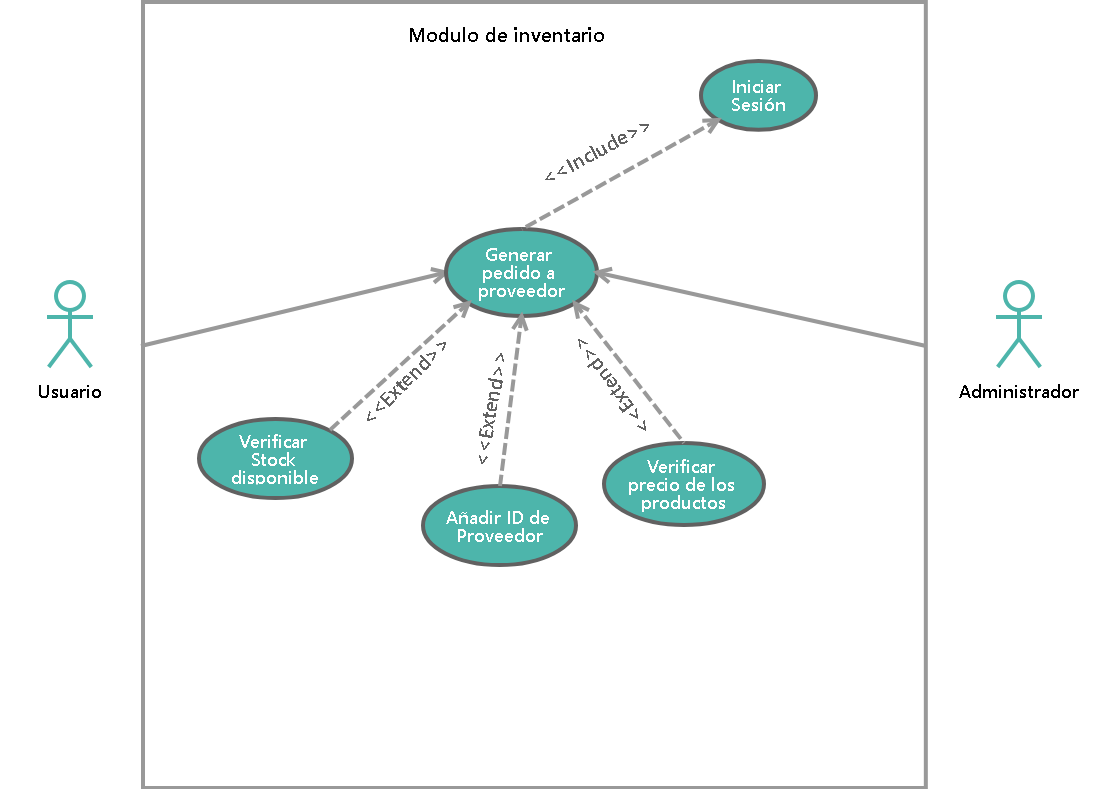 Modulo de inventario
Iniciar
Sesión
<<Include>>
Generar
pedido a
proveedor
Usuario
Administrador
<<Extend>>
<<Extend>>
<<Extend>>
Verificar
Stock
disponible
Añadir ID de
Proveedor
Verificar
precio de los
productos